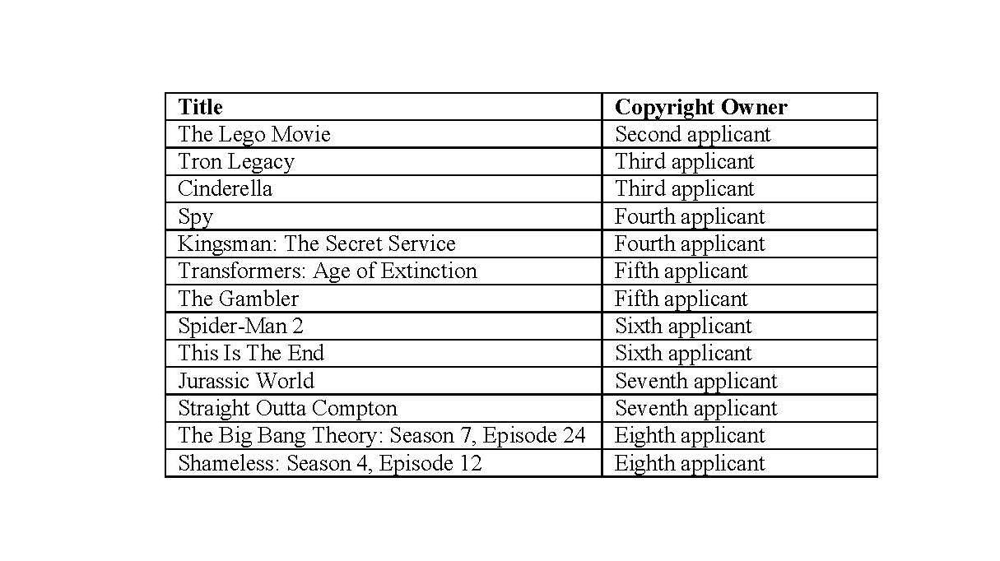 Title Copyright Owner
The Lego Movie Second applicant
Tron Legacy Third applicant
Cinderella Third applicant
Spy Fourth applicant
Kingsman: The Secret Service Fourth applicant
Transformers: Age of Extinction Fifth applicant
The Gambler Fifth applicant
Spider-Man 2 Sixth applicant
This Is The End Sixth applicant
Jurassic World Seventh applicant
Straight Outta Compton Seventh applicant
The Big Bang Theory: Season 7, Episode 24 Eighth applicant
Shameless: Season 4, Episode 12 Eighth applicant